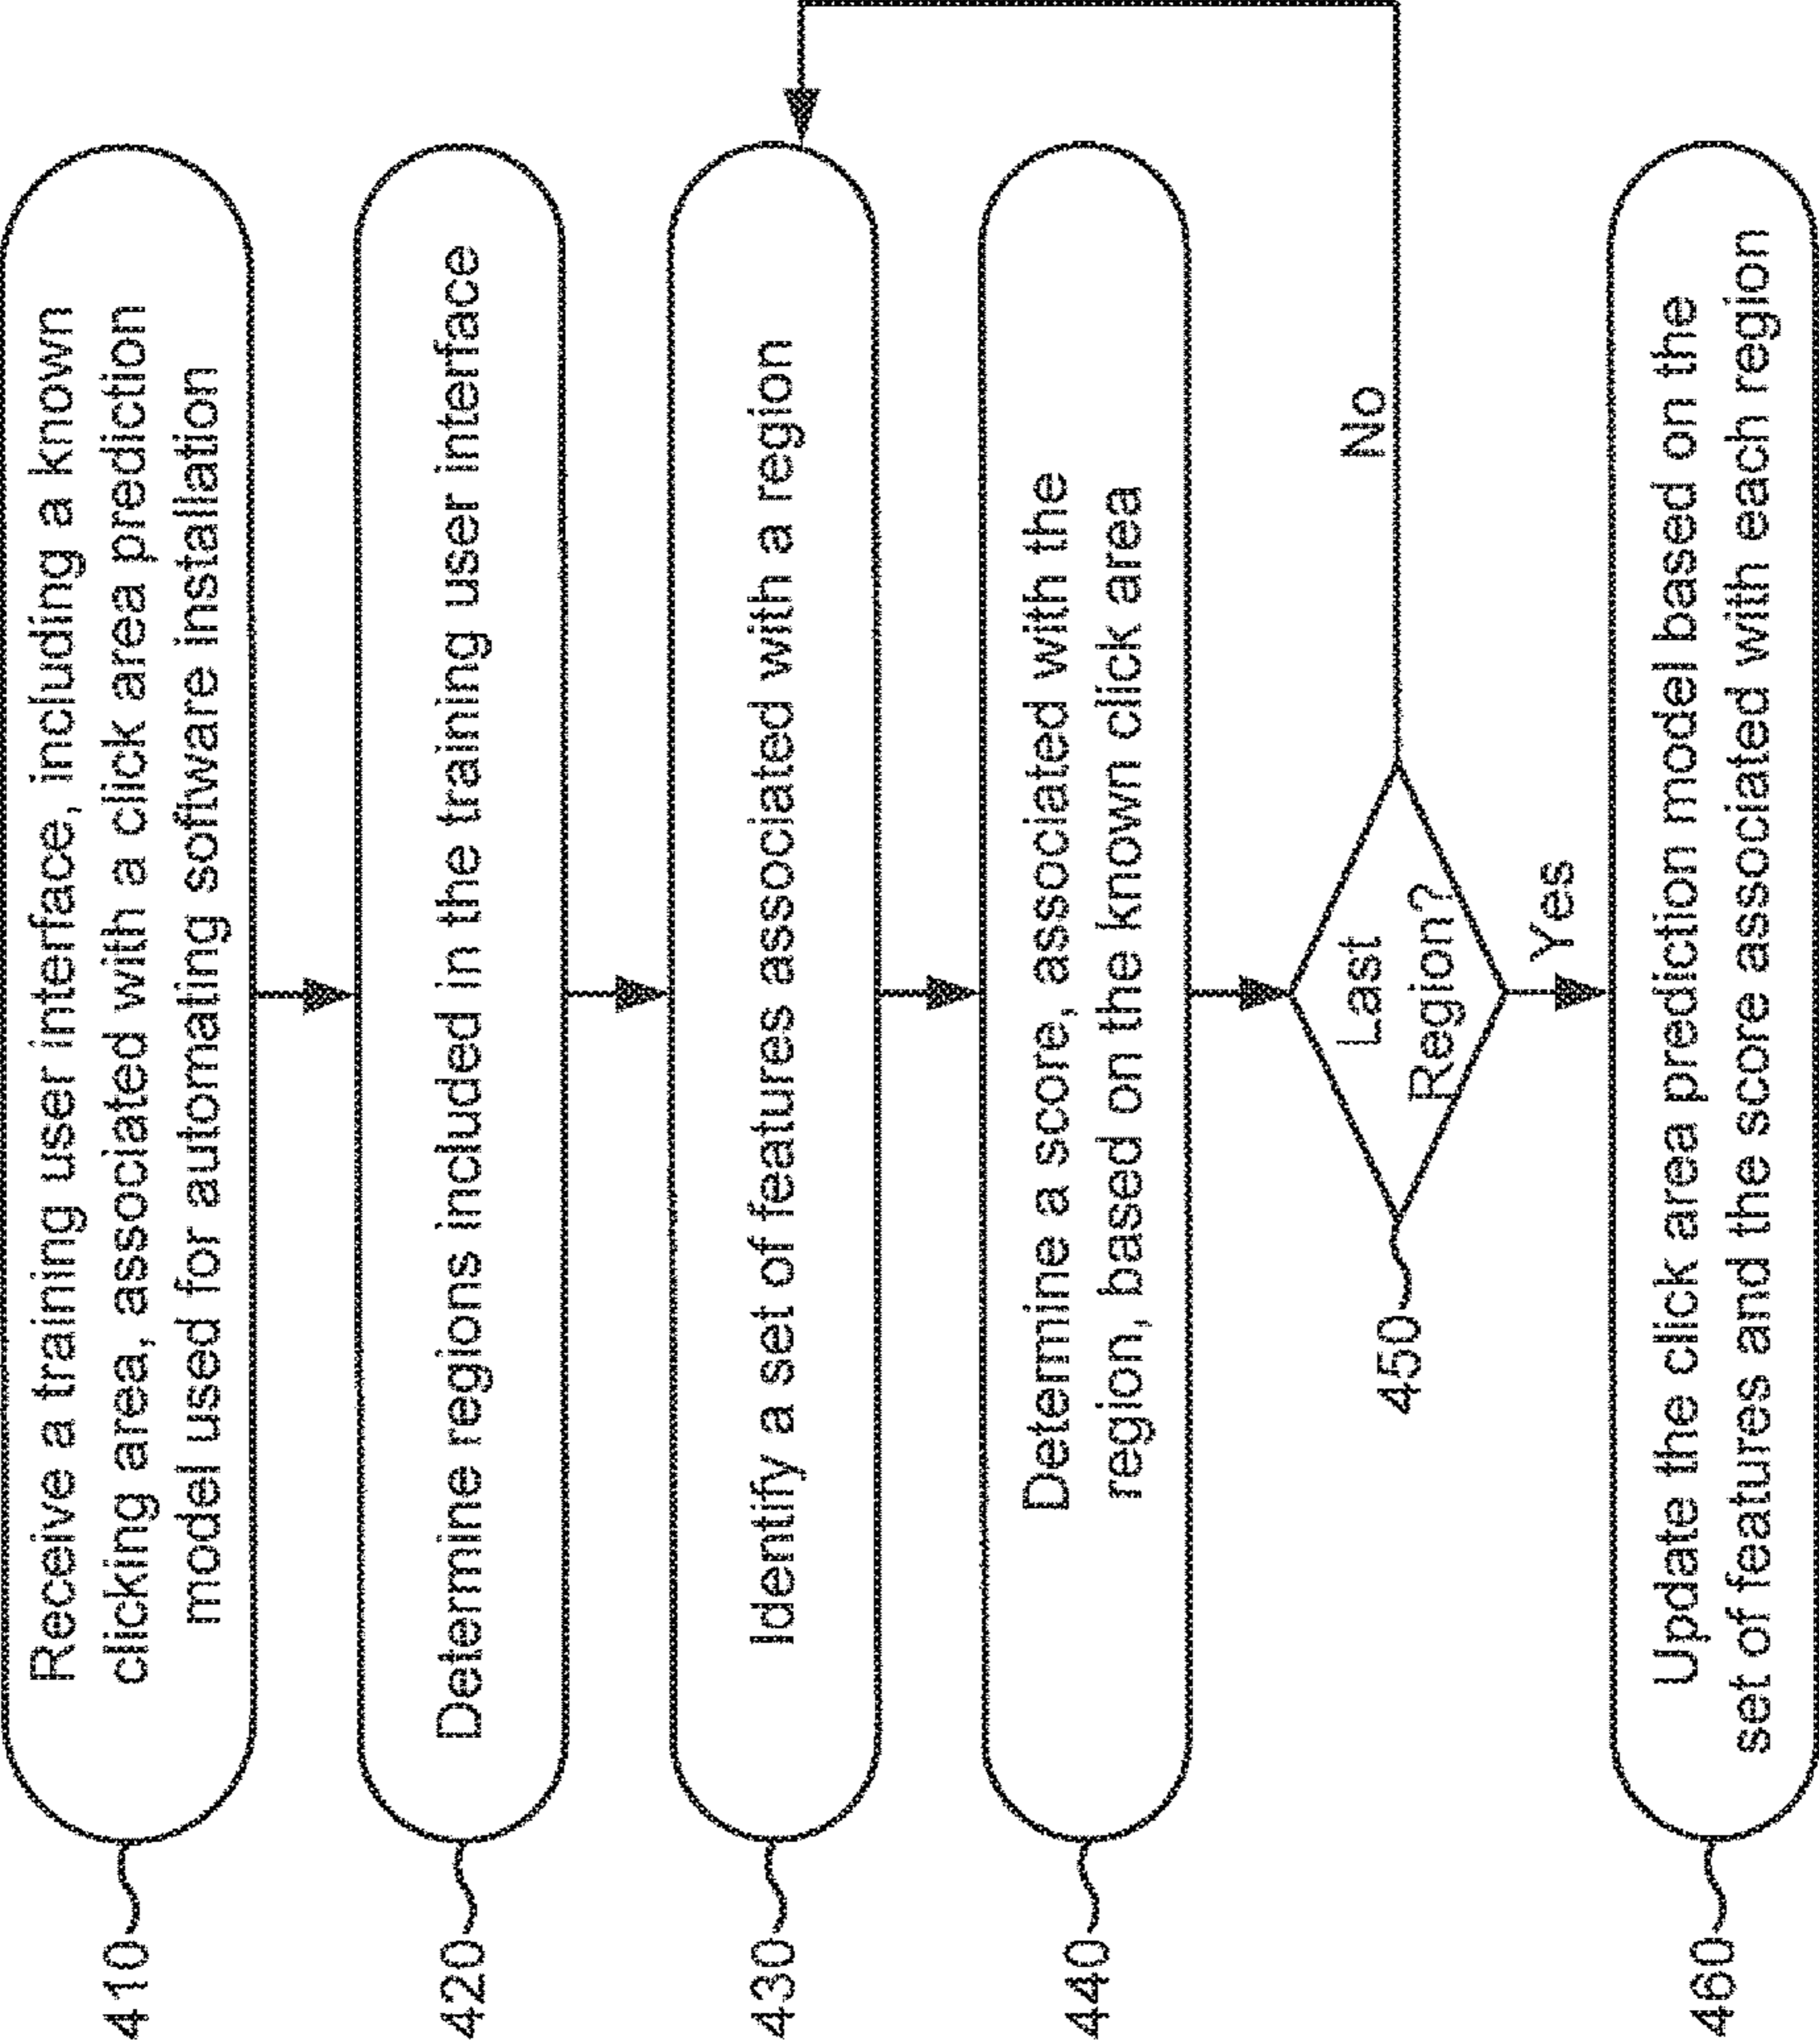 410
Receive a training user interface, including a known
clicking area, associated with a click area prediction
model used for automating software installation
420
Determine regions included in the training user interface
430
Identify a set of features associated with a region
440
Determine a score, associated with the
region, based on the known click area
450
Last
Region?
No
Yes
460
Update the click area prediction model based on the
set of features and the score associated with each region